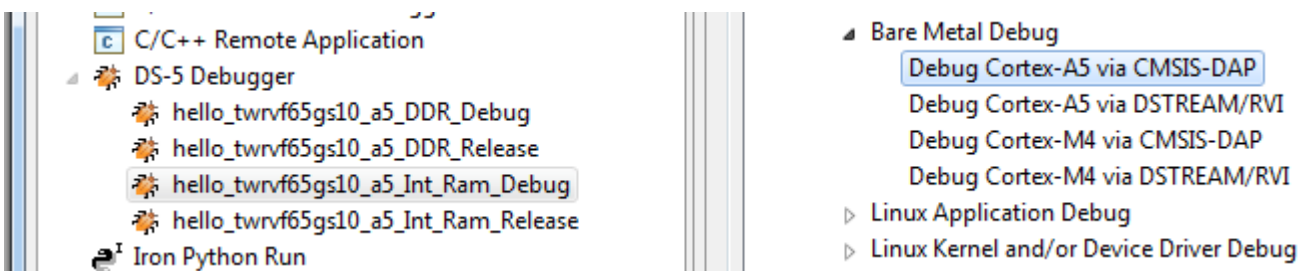 C/C++ Remote Application
DS-5 Debugger
hello_twrvf65gs10_a5_DDR_Debug
hello_twrvf65gs10_a5_DDR_Release
hello_twrvf65gs10_a5_Int_Ram_Debug
hello_twrvf65gs10_a5_Int_Ram_Release
Iron Python Run
Bare Metal Debug
Debug Cortex-A5 via CMSIS-DAP
Debug Cortex-A5 via DSTREAM/RVI
Debug Cortex-M4 via CMSIS-DAP
Debug Cortex-M4 via DSTREAM/RVI
Linux Application Debug
Linux Kernel and/or Device Driver Debug